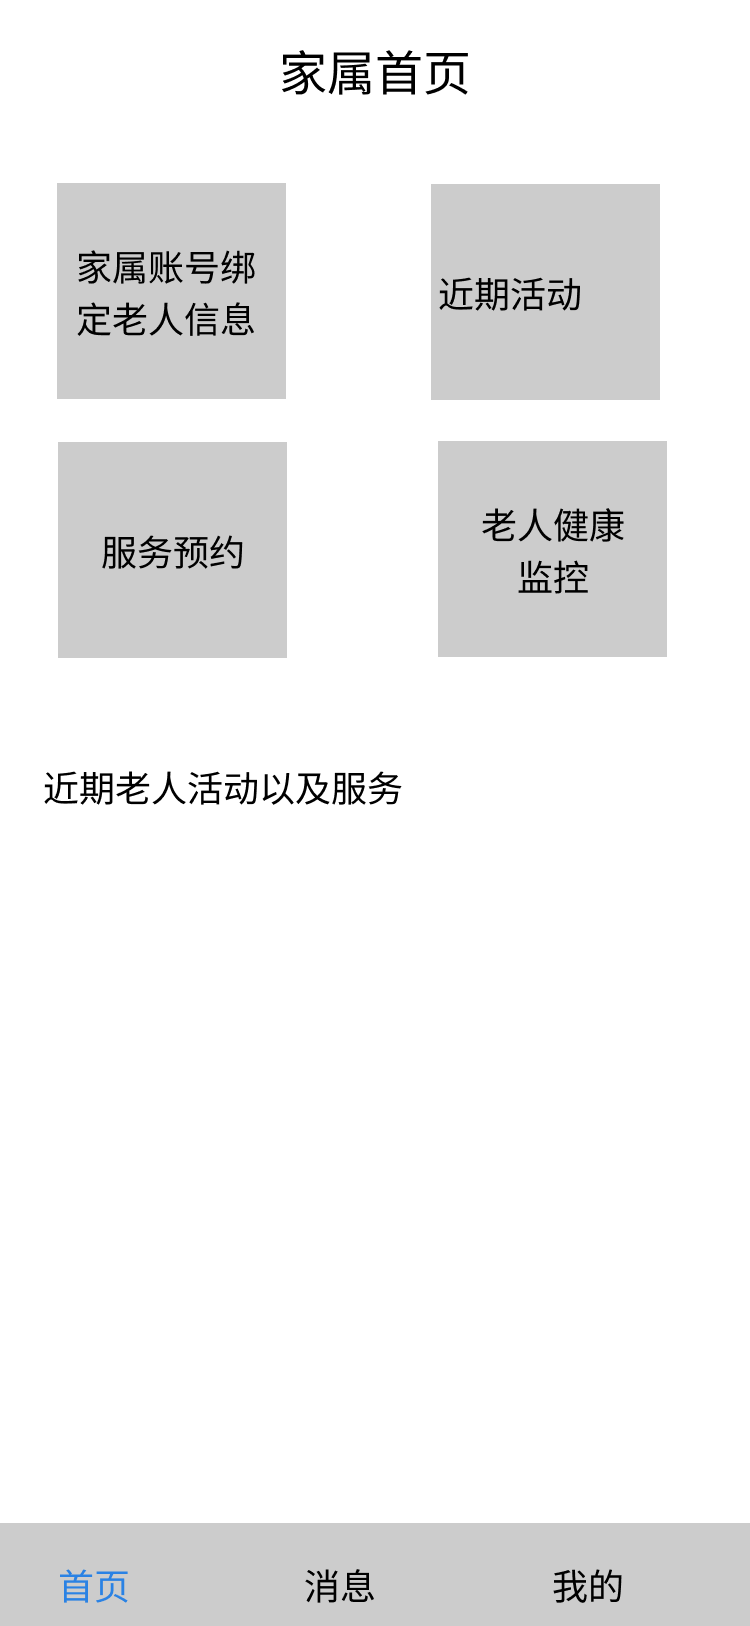 家属首页
家属账号绑
定老人信息
近期活动
服务预约
老人健康
监控
近期老人活动以及服务
首页
消息
我的